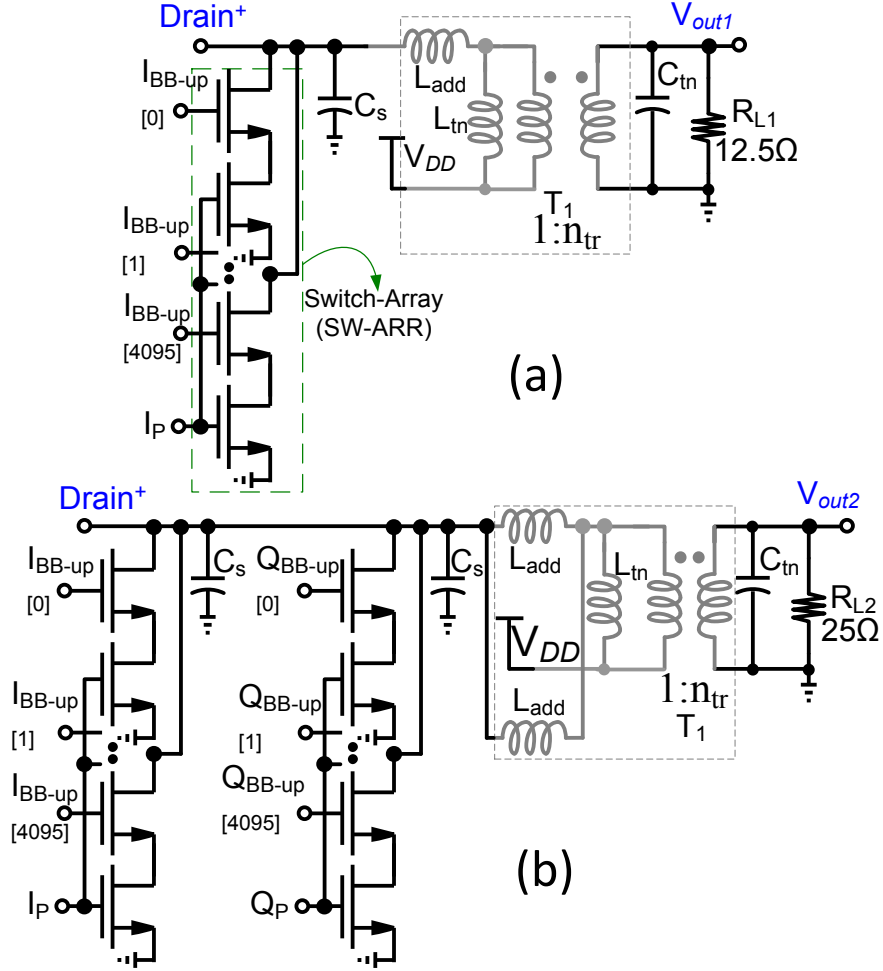 Drain+
Vout1
IBB-up
[0]
Cs
Ladd
Ltn
VDD
Ctn
RL1
12.5Ω
T1
1:ntr
IBB-up
[1]
IBB-up
[4095]
Switch-Array
(SW-ARR)
IP
(a)
Drain+
Vout2
IBB-up
[0]
Cs
QBB-up
[0]
Cs
Ladd
Ltn
VDD
Ctn
RL2
25Ω
Ladd
1:ntr
T1
IBB-up
[1]
QBB-up
[1]
IBB-up
[4095]
QBB-up
[4095]
IP
QP
(b)